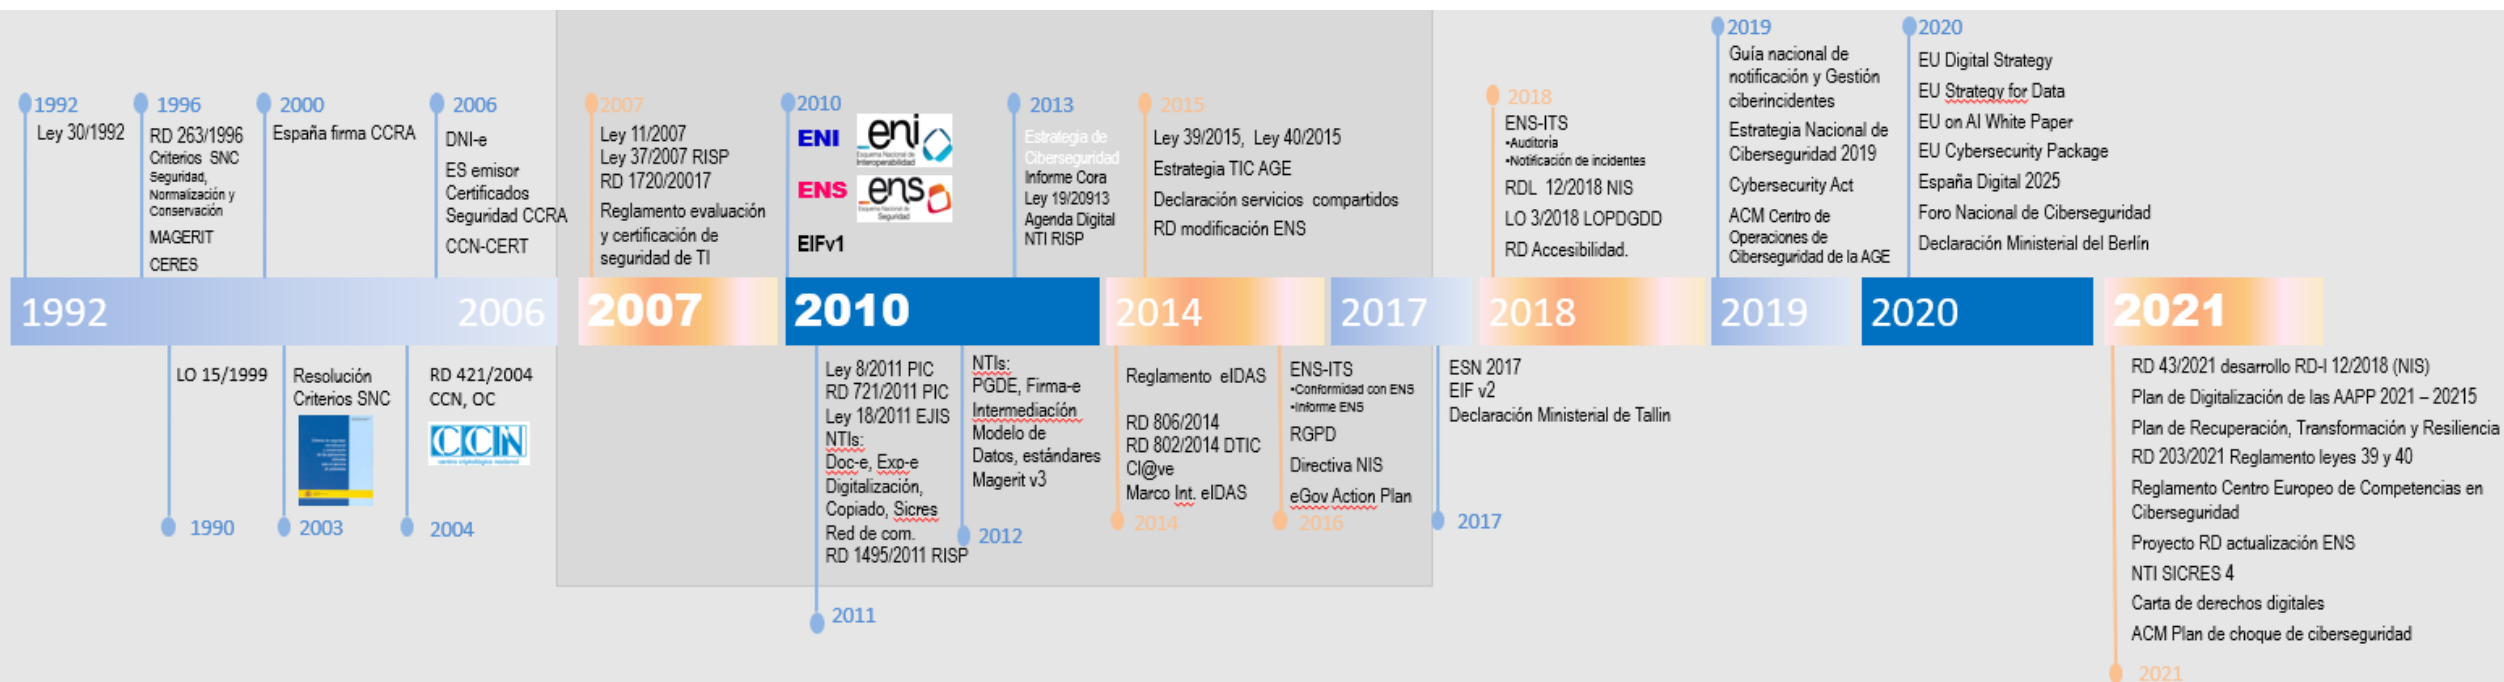 1992
Ley 30/1992
1996
RD 263/1996
Criterios SNC
Seguridad,
Normalización y
Conservación
MAGERIT
CERES
2000
España firma CCRA
2006
DNI-e
ES emisor
Certificados
Seguridad CCRA
CCN-CERT
2007
Ley 11/2007
Ley 37/2007 RISP
RD 1720/20017
Reglamento evaluación
y certificación de
seguridad de TI
2010
ENI
eni
Esquema Nacional de
Interoperabilidad
ENS
ens
Esquema Nacional de
Seguridad
EIFv1
2013
Estrategia de
Ciberseguridad
Informe Cora
Ley 19/20913
Agenda Digital
NTI RISP
2015
Ley 39/2015, Ley 40/2015
Estrategia TIC AGE
Declaración servicios compartidos
RD modificación ENS
2018
ENS-ITS
•Auditoría
•Notificación de incidentes
RDL 12/2018 NIS
LO 3/2018 LOPDGDD
RD Accesibilidad.
2019
Guía nacional de
notificación y Gestión
ciberincidentes
Estrategia Nacional de
Ciberseguridad 2019
Cybersecurity Act
ACM Centro de
Operaciones de
Ciberseguridad de la AGE
2020
EU Digital Strategy
EU Strategy for Data
EU on AI White Paper
EU Cybersecurity Package
España Digital 2025
Foro Nacional de Ciberseguridad
Declaración Ministerial del Berlín
1992
2006
2007
2010
2014
2017
2018
2019
2020
2021
LO 15/1999
1990
Resolución
Criterios SNC
2003
RD 421/2004
CCN, OC
CCN
centro criptológico nacional
2004
Ley 8/2011 PIC
RD 721/2011 PIC
Ley 18/2011 EJIS
NTIs:
Doc-e, Exp-e
Digitalización,
Copiado, Sicres
Red de com.
RD 1495/2011 RISP
2011
NTIs:
PGDE, Firma-e
Intermediación
Modelo de
Datos, estándares
Magerit v3
2012
Reglamento eIDAS
RD 806/2014
RD 802/2014 DTIC
Cl@ve
Marco Int. eIDAS
2014
ENS-ITS
•Conformidad con ENS
•Informe ENS
RGPD
Directiva NIS
eGov Action Plan
2016
ESN 2017
EIF v2
Declaración Ministerial de Tallin
2017
RD 43/2021 desarrollo RD-l 12/2018 (NIS)
Plan de Digitalización de las AAPP 2021 – 20215
Plan de Recuperación, Transformación y Resiliencia
RD 203/2021 Reglamento leyes 39 y 40
Reglamento Centro Europeo de Competencias en
Ciberseguridad
Proyecto RD actualización ENS
NTI SICRES 4
Carta de derechos digitales
ACM Plan de choque de ciberseguridad
2021